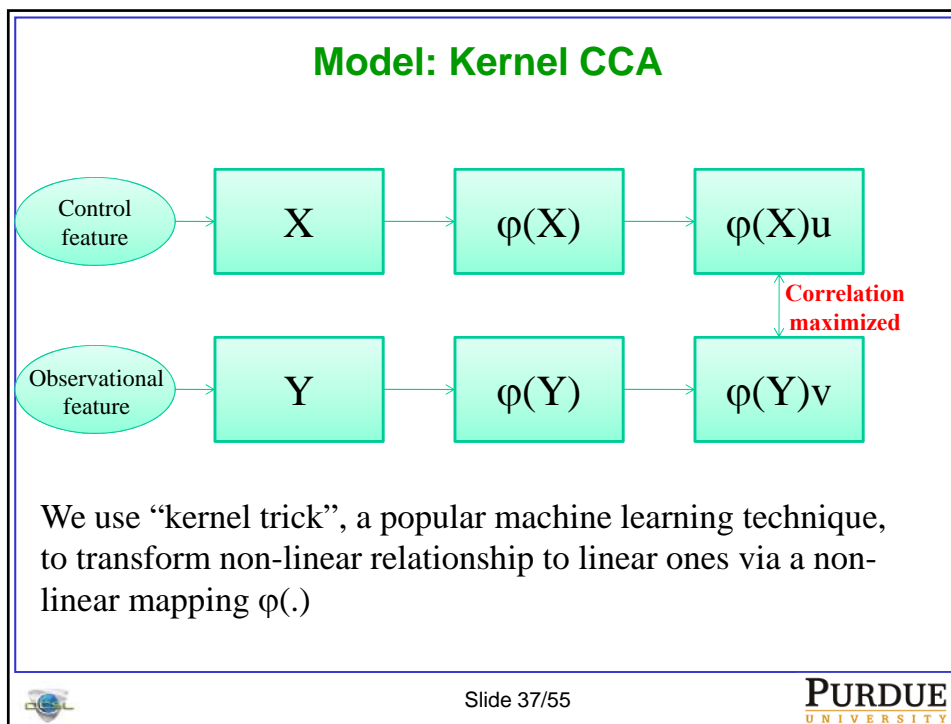 Model: Kernel CCA
Control
feature
X
φ(X)
φ(X)u
Correlation
maximized
Observational
feature
Y
φ(Y)
φ(Y)v
We use “kernel trick”, a popular machine learning technique,
to transform non-linear relationship to linear ones via a non-
linear mapping φ(.)
Slide 37/55
PURDUE
UNIVERSITY